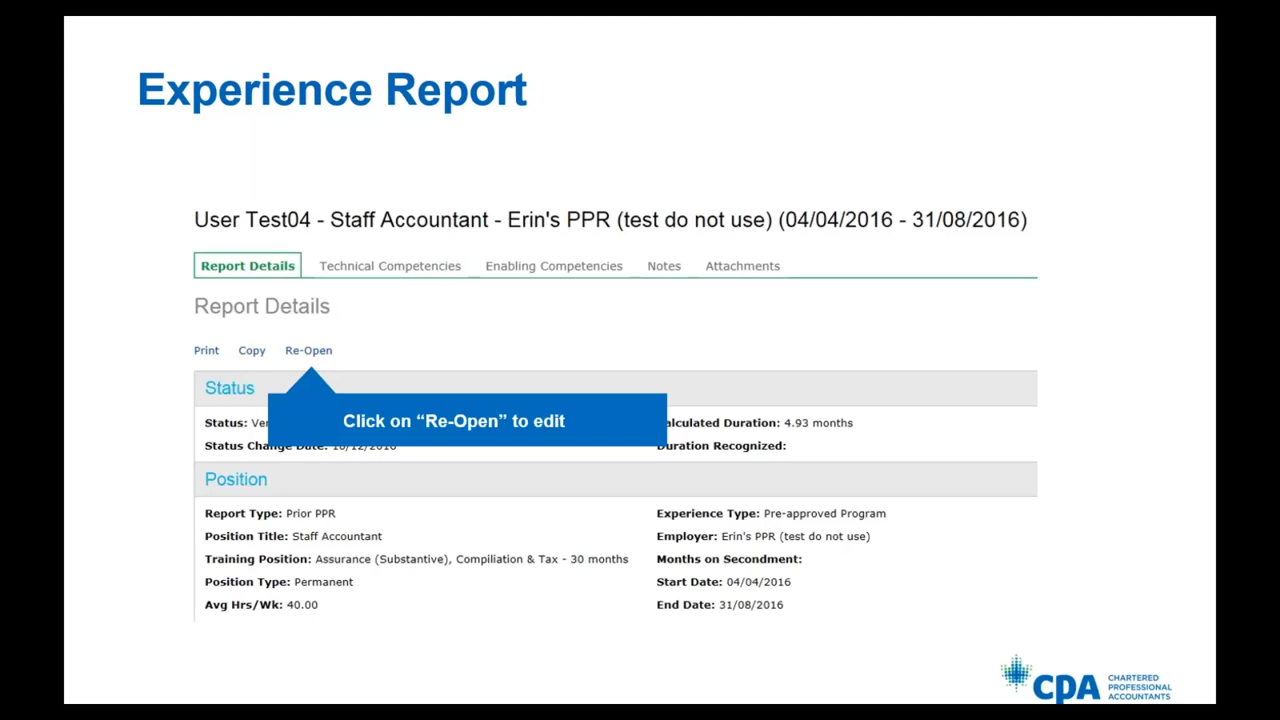 Experience Report
User Test04 - Staff Accountant - Erin's PPR (test do not use) (04/04/2016 - 31/08/2016)
Report Details Technical Competencies Enabling Competencies Notes Attachments
Report Details
Print Copy Re-Open
Status
Click on “Re-Open” to edit
Status: Calculated Duration: 4.93 months
Status Change Date: 10/12/2016 Duration Recognized:
Position
Report Type: Prior PPR Experience Type: Pre-approved Program
Position Title: Staff Accountant Employer: Erin's PPR (test do not use)
Training Position: Assurance (Substantive), Compiliation & Tax - 30 months Months on Secondment:
Position Type: Permanent Start Date: 04/04/2016
Avg Hrs/Wk: 40.00 End Date: 31/08/2016
CPA CHARTERED
PROFESSIONAL
ACCOUNTANTS